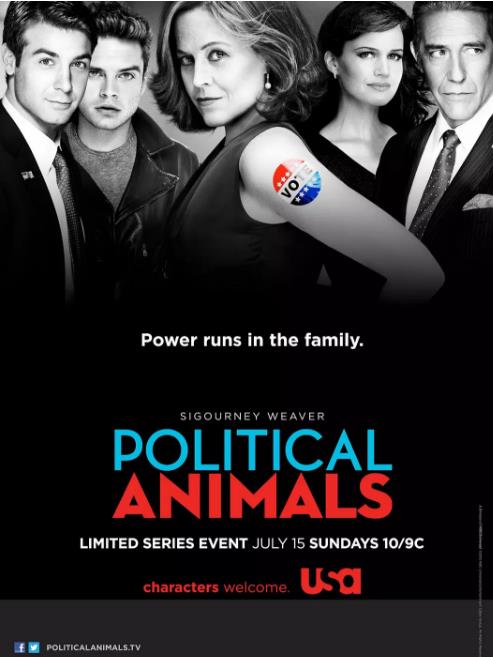 VOTE
Power runs in the family.
SIGOURNEY WEAVER
POLITICAL
ANIMALS
LIMITED SERIES EVENT JULY 15 SUNDAYS 10/9C
characters welcome. usa
POLITICALANIMALS.TV